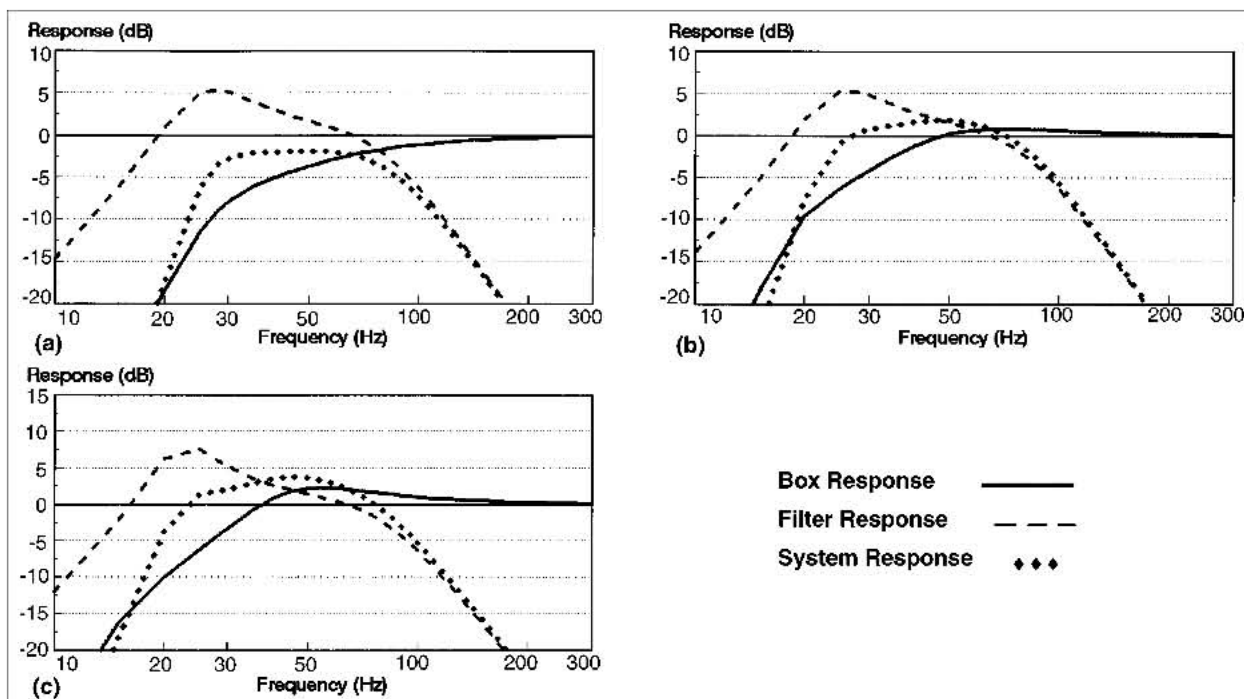 Response (dB)
10
5
0
-5
-10
-15
-20
10 20 30 50 100 200 300
Frequency (Hz)
(a)
Response (dB)
10
5
0
-5
-10
-15
-20
10 20 30 50 100 200 300
Frequency (Hz)
(b)
Response (dB)
15
10
5
0
-5
-10
-15
-20
10 20 30 50 100 200 300
Frequency (Hz)
(c)
Box Response
Filter Response
System Response